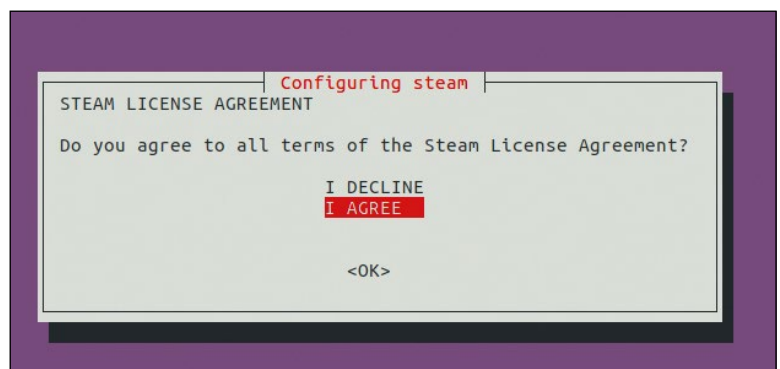 Configuring steam
STEAM LICENSE AGREEMENT
Do you agree to all terms of the Steam License Agreement?
I DECLINE
I AGREE
<OK>